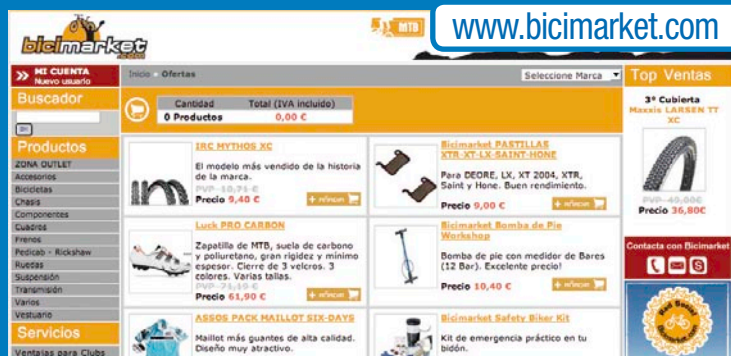 www.bicimarket.com
MTB
bicimarket
.com
MI CUENTA
Nuevo usuario
Inicio - Ofertas
Seleccione Marca
Top Ventas
Buscador
Cantidad Total (IVA incluido)
0 Productos 0,00 €
Productos
ZONA OUTLET
Accesorios
Bicicletas
Chasis
Componentes
Cuadros
Frenos
Pedicab - Rickshaw
Ruedas
Suspensión
Transmisión
Varios
Vestuario
Servicios
Ventajas para Clubs
IRC MYTHOS XC
El modelo más vendido de la historia
de la marca.
PVP 10,71 €
Precio 9,40 €
Bicimarket PASTILLAS
XTR-XT-LX-SAINT-HONE
Para DEORE, LX, XT 2004, XTR,
Saint y Hone. Buen rendimiento.
Precio 9,00 €
Luck PRO CARBON
Zapatilla de MTB, suela de carbono
y poliuretano, gran rigidez y mínimo
espesor. Cierre de 3 velcros. 3
colores. Varias tallas.
PVP 71,19 €
Precio 61,90 €
Bicimarket Bomba de Pie
Workshop
Bomba de pie con medidor de Bares
(12 Bar). Excelente precio!
Precio 10,40 €
ASSOS PACK MAILLOT SIX-DAYS
Maillot más guantes de alta calidad.
Diseño muy atractivo.
Bicimarket Safety Biker Kit
Kit de emergencia práctico en tu
bidón.
3º Cubierta
Maxxis LARSEN TT
XC
PVP 49,00€
Precio 36,80€
Contacta con Bicimarket
Red Social